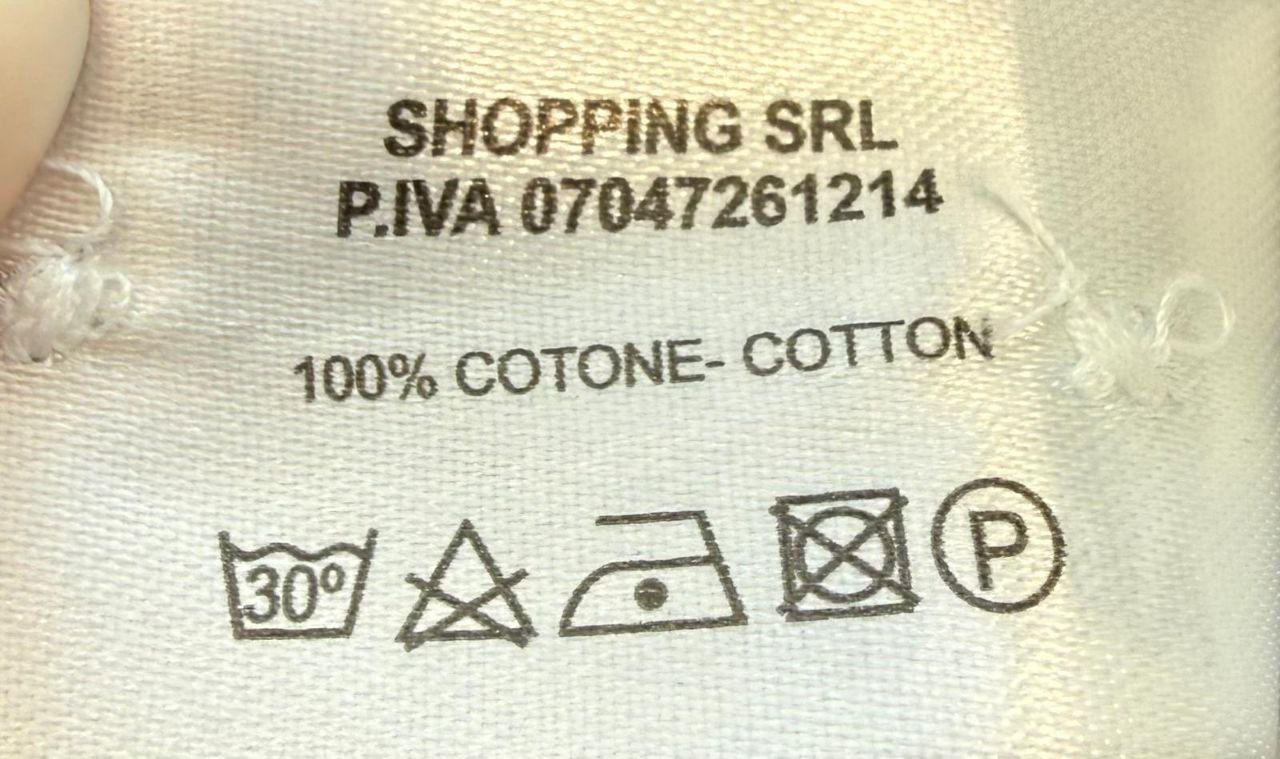 SHOPPING SRL
P.IVA 07047261214
100% COTONE- COTTON
30° P